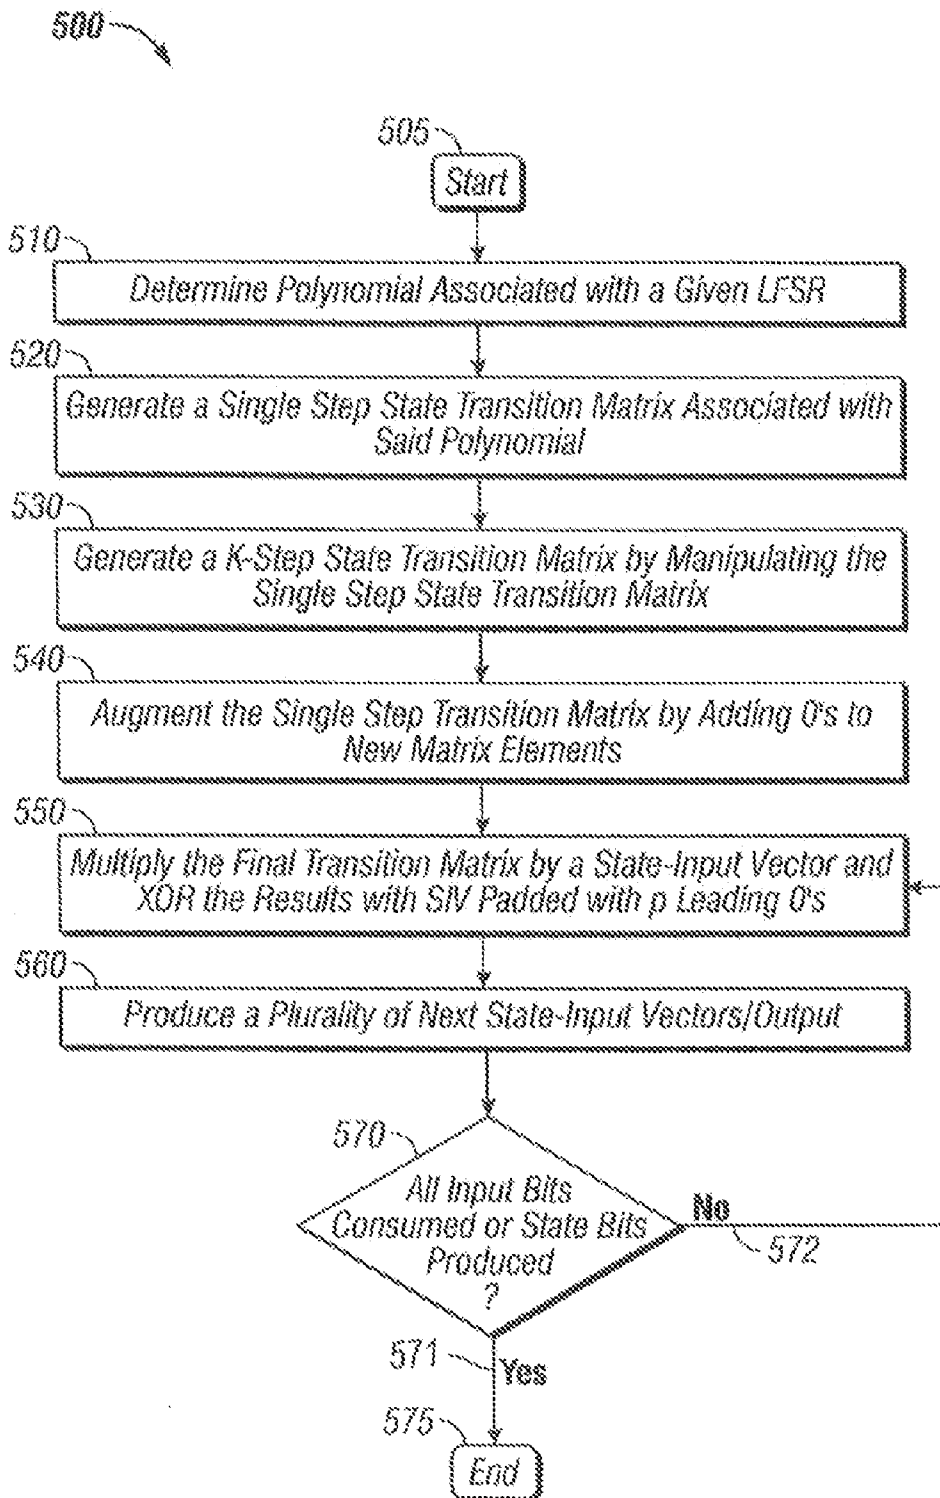 500
505
Start
510
Determine Polynomial Associated with a Given LFSR
520
Generate a Single Step State Transition Matrix Associated with
Said Polynomial
530
Generate a K-Step State Transition Matrix by Manipulating the
Single Step State Transition Matrix
540
Augment the Single Step Transition Matrix by Adding 0's to
New Matrix Elements
550
Multiply the Final Transition Matrix by a State-Input Vector and
XOR the Results with SIV Padded with p Leading 0's
560
Produce a Plurality of Next State-Input Vectors/Output
570
All Input Bits
Consumed or State Bits
Produced
?
No
572
571
Yes
575
End